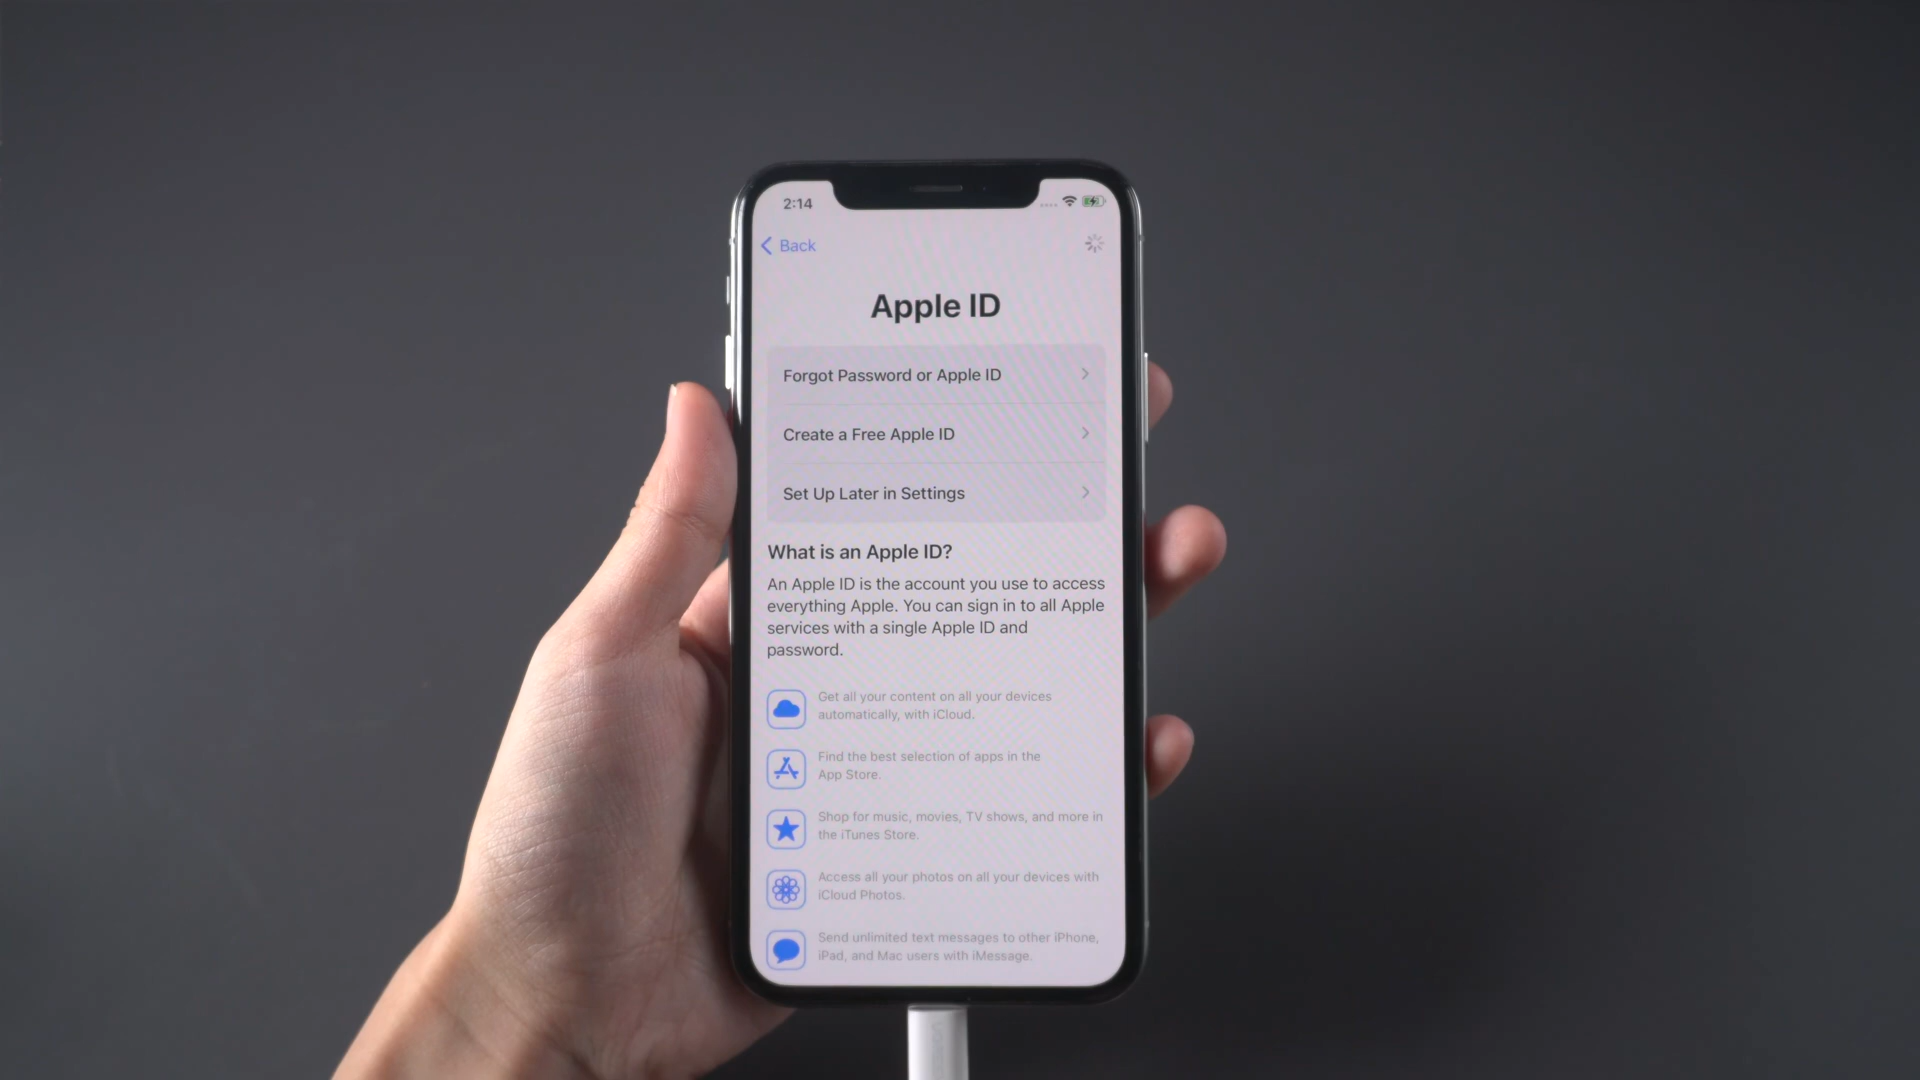 2:14
Back
Apple ID
Forgot Password or Apple ID
Create a Free Apple ID
Set Up Later in Settings
What is an Apple ID?
An Apple ID is the account you use to access
everything Apple. You can sign in to all Apple
services with a single Apple ID and
password.
Get all your content on all your devices
automatically, with iCloud.
Find the best selection of apps in the
App Store.
Shop for music, movies, TV shows, and more in
the iTunes Store.
Access all your photos on all your devices with
iCloud Photos.
Send unlimited text messages to other iPhone,
iPad, and Mac users with iMessage.